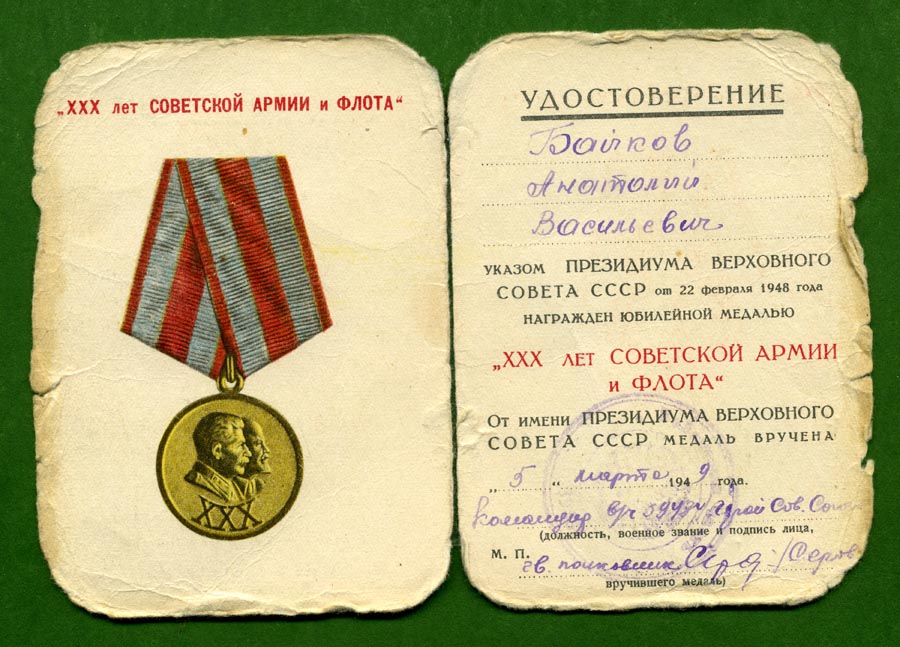 „XXX лет СОВЕТСКОЙ АРМИИ и ФЛОТА“
XXX
УДОСТОВЕРЕНИЕ
Байков
Анатолий
Васильевич
УКАЗОМ ПРЕЗИДИУМА ВЕРХОВНОГО
СОВЕТА СССР от 22 февраля 1948 года
НАГРАЖДЕН ЮБИЛЕЙНОЙ МЕДАЛЬЮ
„XXX лет СОВЕТСКОЙ АРМИИ
и ФЛОТА“
От имени ПРЕЗИДИУМА ВЕРХОВНОГО
СОВЕТА СССР МЕДАЛЬ ВРУЧЕНА
„5“ марта 1949 года.
Командир в/ч Герой Сов. Союза
(должность, военное звание и подпись лица,
М. П.
гв. полковник /Серов
вручившего медаль)